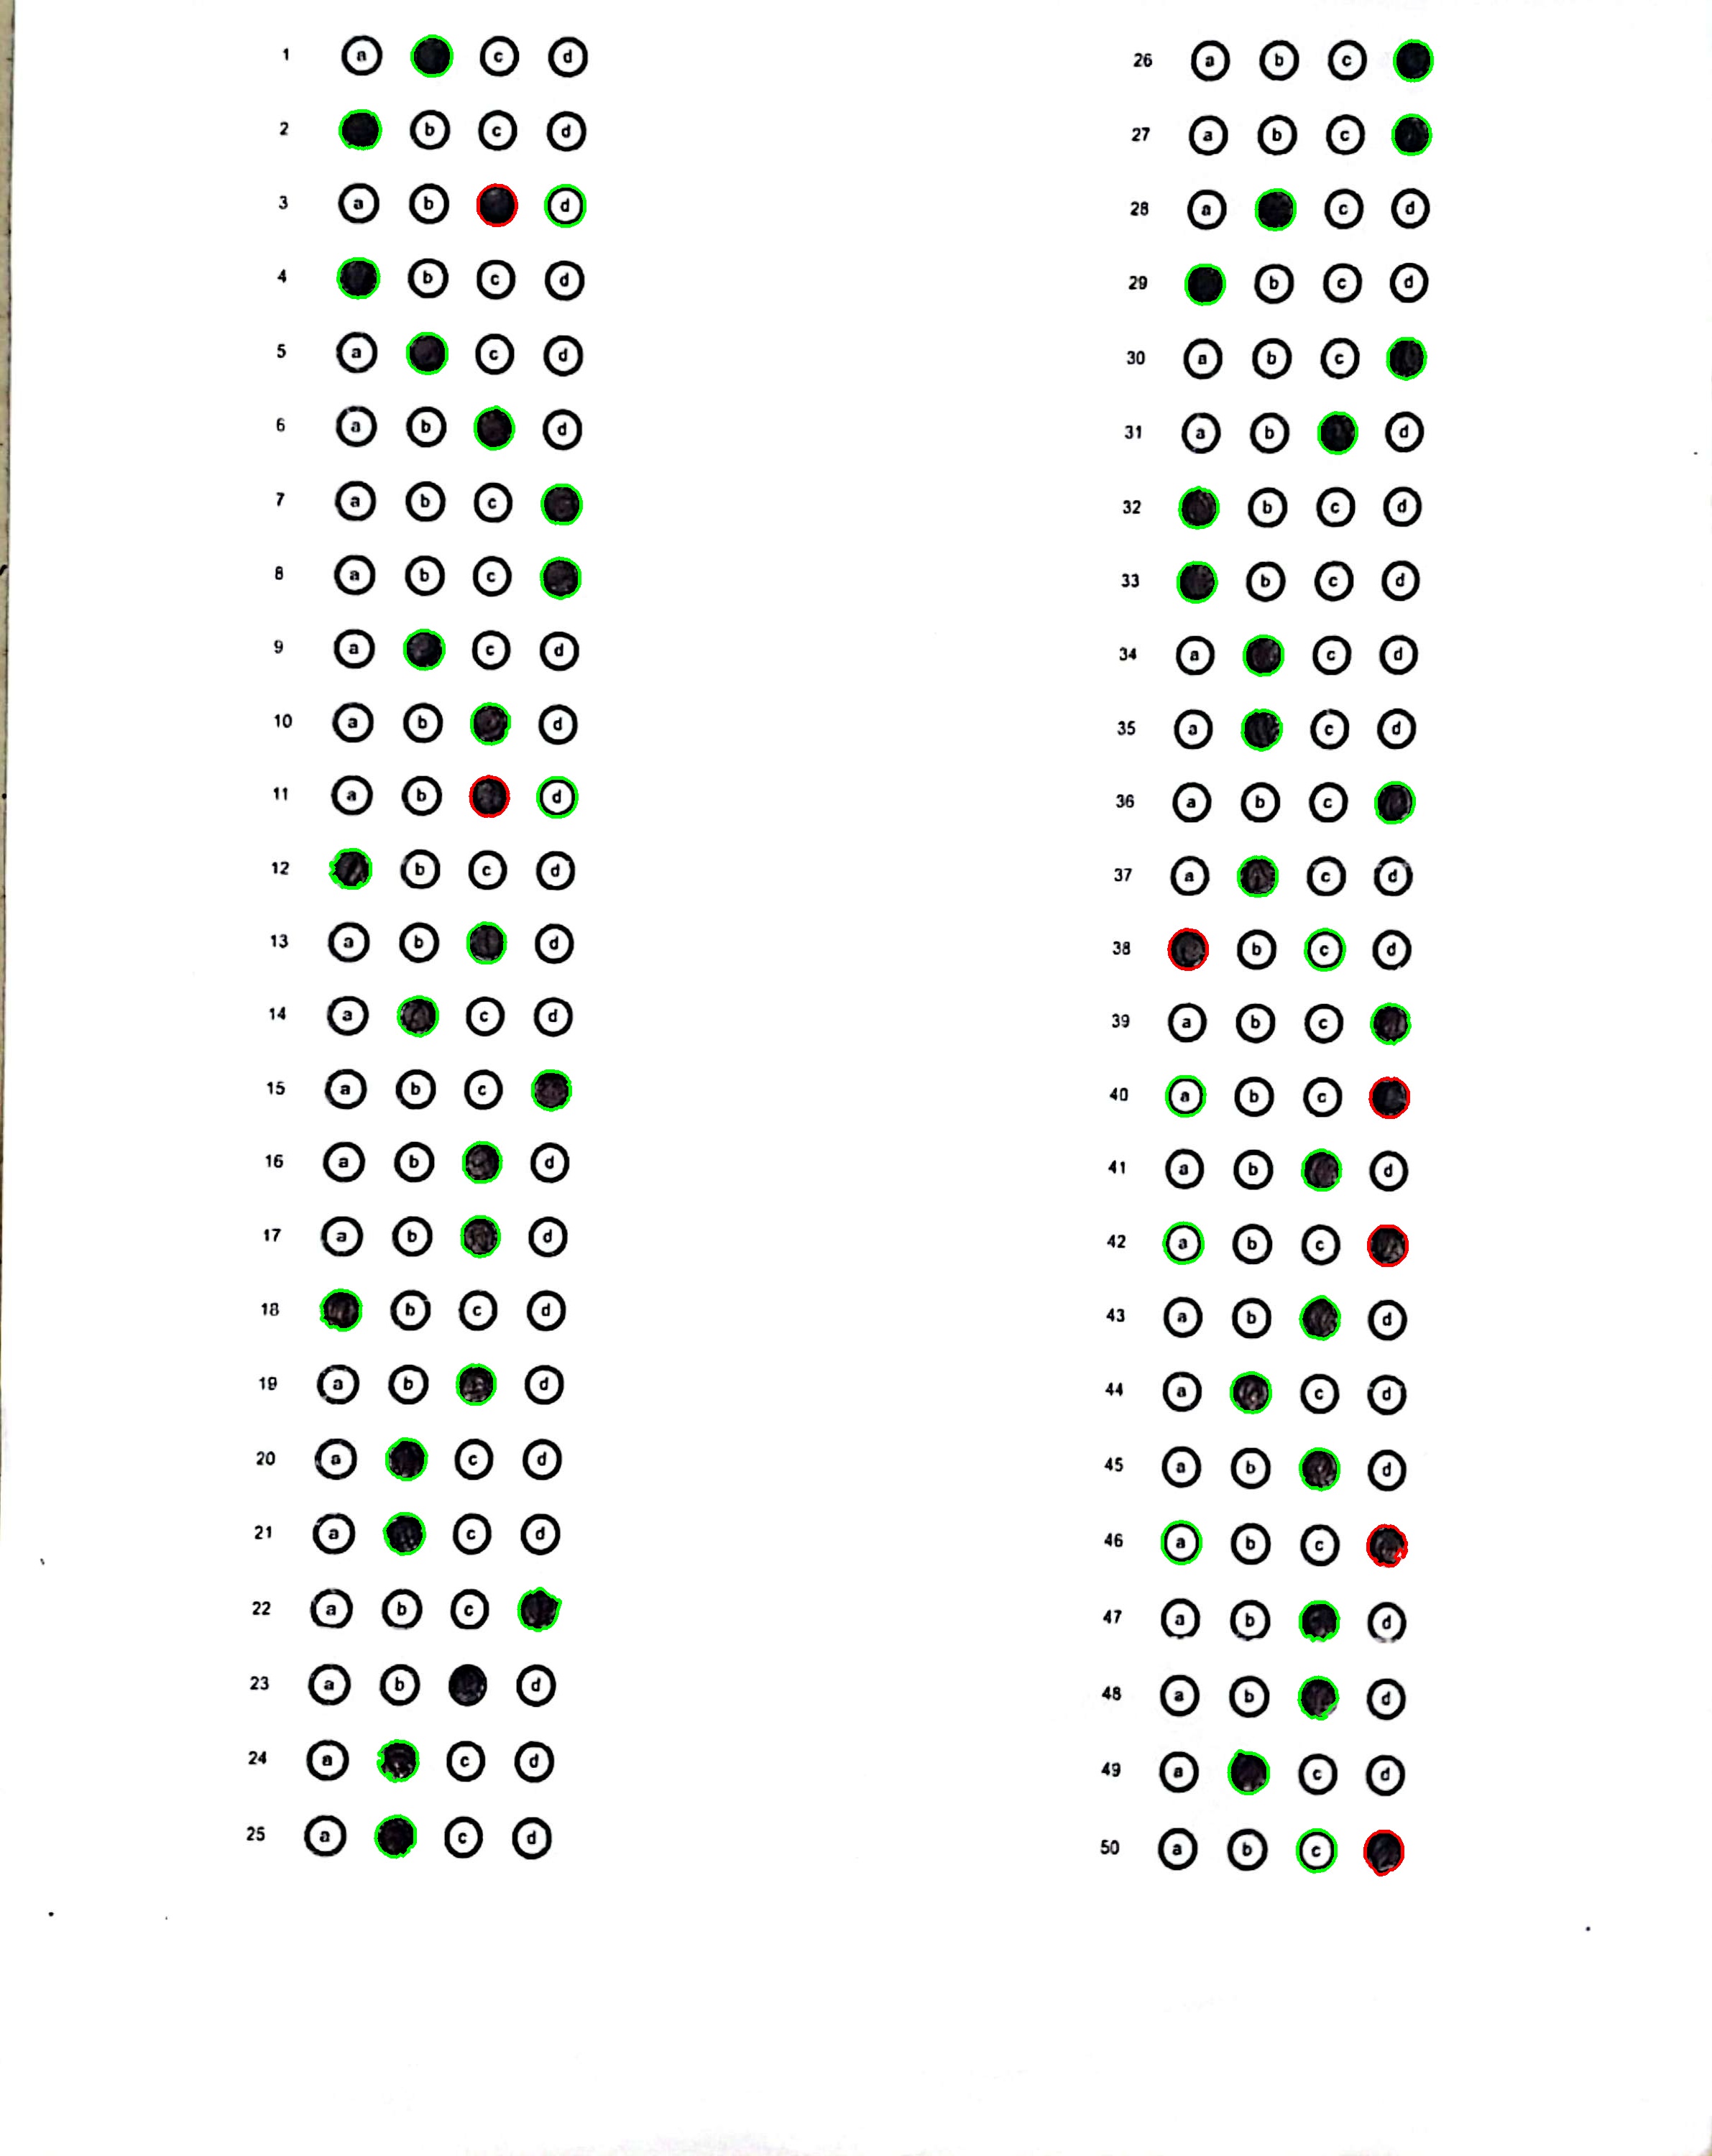 1 a c d
2 b c d
3 a b d
4 b c d
5 a c d
6 a b d
7 a b c
8 a b c
9 a c d
10 a b d
11 a b d
12 b c d
13 a b d
14 a c d
15 a b c
16 a b d
17 a b d
18 b c d
19 a b d
20 a c d
21 a c d
22 a b c
23 a b d
24 a c d
25 a c d
26 a b c
27 a b c
28 a c d
29 b c d
30 a b c
31 a b d
32 b c d
33 b c d
34 a c d
35 a c d
36 a b c
37 a c d
38 b c d
39 a b c
40 a b c
41 a b d
42 a b c
43 a b d
44 a c d
45 a b d
46 a b c
47 a b d
48 a b d
49 a c d
50 a b c